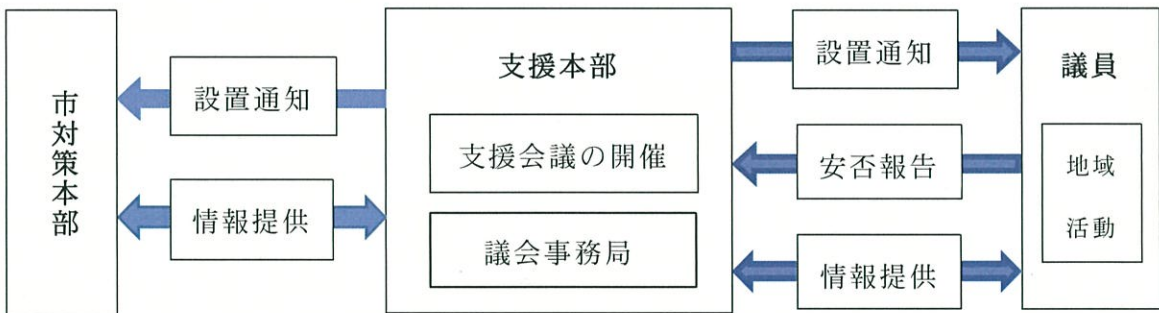 市対策本部
設置通知
情報提供
支援本部
支援会議の開催
議会事務局
設置通知
安否報告
情報提供
議員
地域
活動